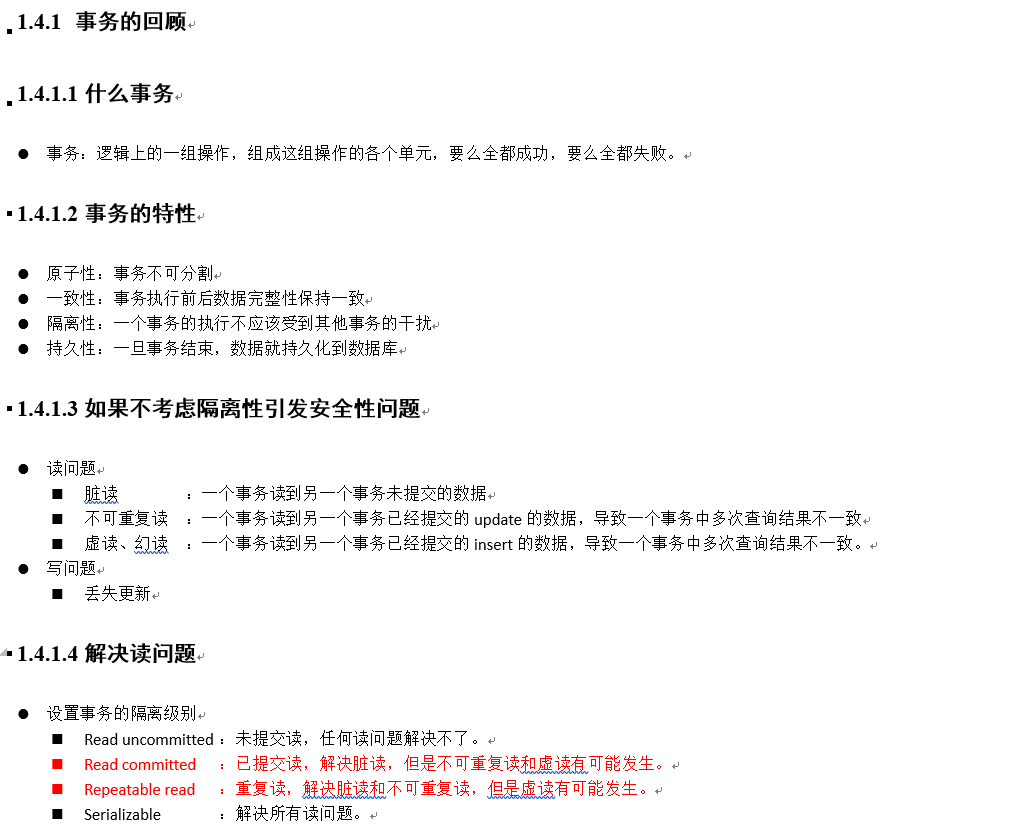 1.4.1 事务的回顾
1.4.1.1 什么事务
事务：逻辑上的一组操作，组成这组操作的各个单元，要么全都成功，要么全都失败。
1.4.1.2 事务的特性
原子性：事务不可分割
一致性：事务执行前后数据完整性保持一致
隔离性：一个事务的执行不应该受到其他事务的干扰
持久性：一旦事务结束，数据就持久化到数据库
1.4.1.3 如果不考虑隔离性引发安全性问题
读问题
脏读 ：一个事务读到另一个事务未提交的数据
不可重复读 ：一个事务读到另一个事务已经提交的 update 的数据，导致一个事务中多次查询结果不一致
虚读、幻读 ：一个事务读到另一个事务已经提交的 insert 的数据，导致一个事务中多次查询结果不一致。
写问题
丢失更新
1.4.1.4 解决读问题
设置事务的隔离级别
Read uncommitted ：未提交读，任何读问题解决不了。
Read committed ：已提交读，解决脏读，但是不可重复读和虚读有可能发生。
Repeatable read ：重复读，解决脏读和不可重复读，但是虚读有可能发生。
Serializable ：解决所有读问题。